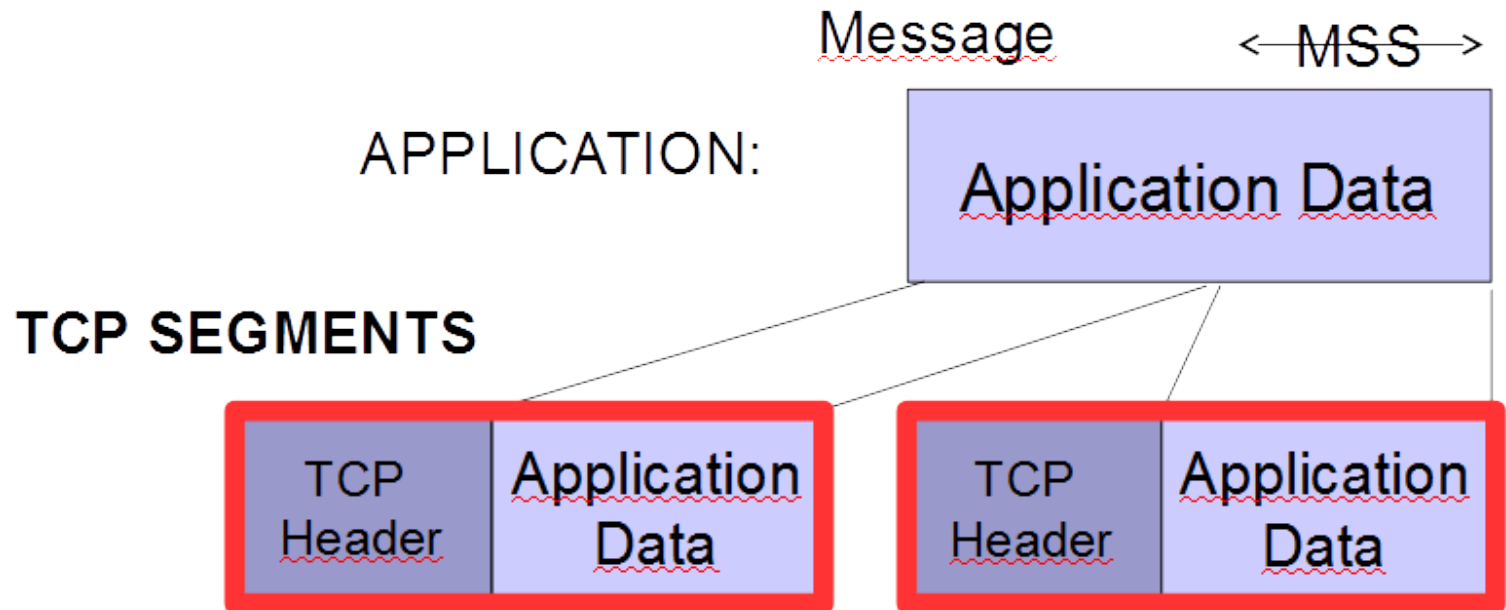 Message
MSS
APPLICATION:
Application Data
TCP SEGMENTS
TCP
Header
Application
Data
TCP
Header
Application
Data